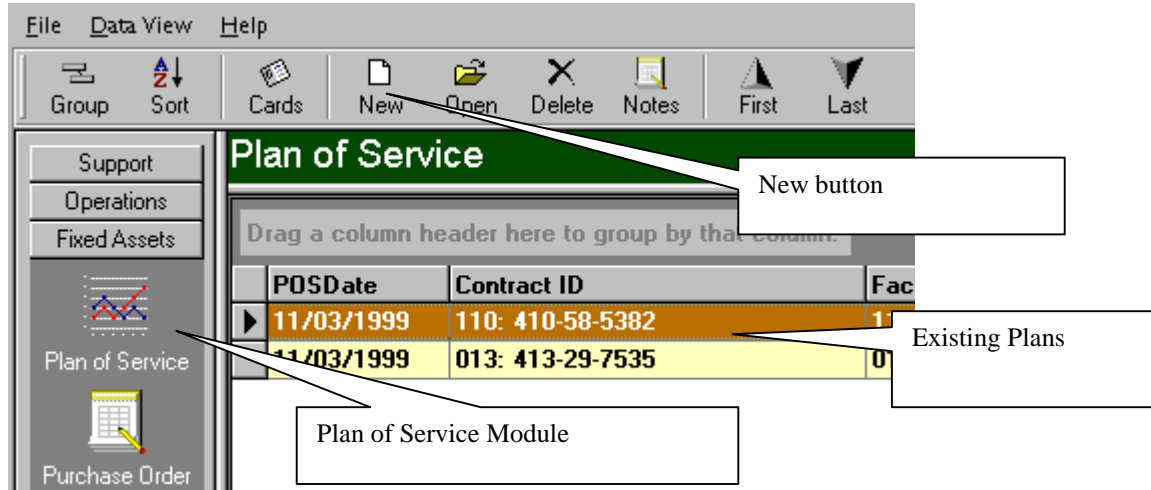 File Data View Help
Group Sort Cards New Open Delete Notes First Last
Support
Operations
Fixed Assets
Plan of Service
Purchase Order
Plan of Service
New button
Drag a column header here to group by that column.
POSDate Contract ID Fac
11/03/1999 110: 410-58-5382 11
11/03/1999 013: 413-29-7535 01
Existing Plans
Plan of Service Module